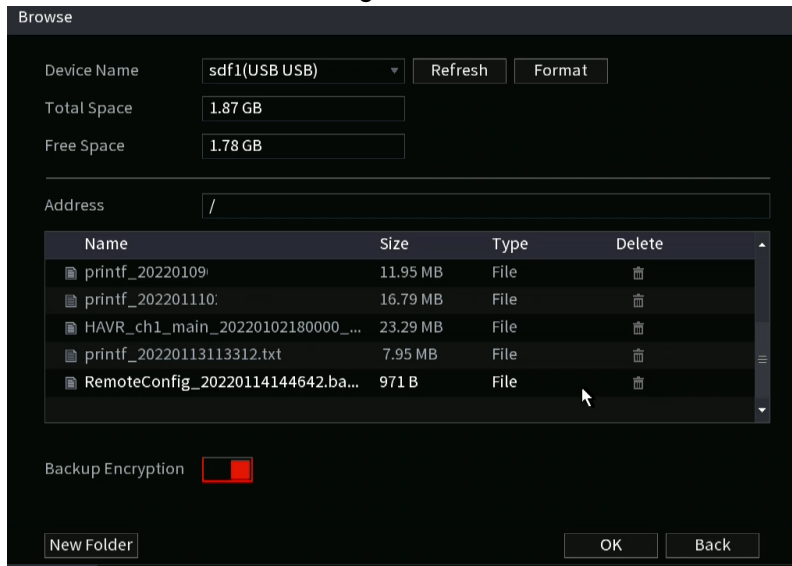 Browse
Device Name sdf1(USB USB) Refresh Format
Total Space 1.87 GB
Free Space 1.78 GB
Address /
Name Size Type Delete
printf_20220109 11.95 MB File
printf_202201110 16.79 MB File
HAVR_ch1_main_20220102180000_... 23.29 MB File
printf_20220113113312.txt 7.95 MB File
RemoteConfig_20220114144642.ba... 971 B File
Backup Encryption
New Folder OK Back